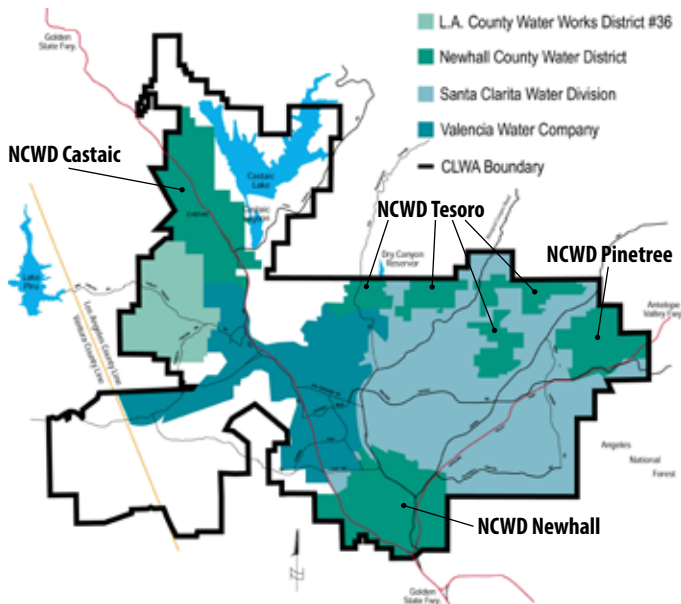 L.A. County Water Works District #36
Newhall County Water District
Santa Clarita Water Division
Valencia Water Company
CLWA Boundary
Golden
State Fwy.
NCWD Castaic
Castaic
Lake
NCWD Tesoro
Dry Canyon
Reservoir
NCWD Pinetree
Lake
Piru
Los Angeles County Line
Ventura County Line
Antelope
Valley Fwy.
Angeles
National
Forest
NCWD Newhall
Golden
State Fwy.